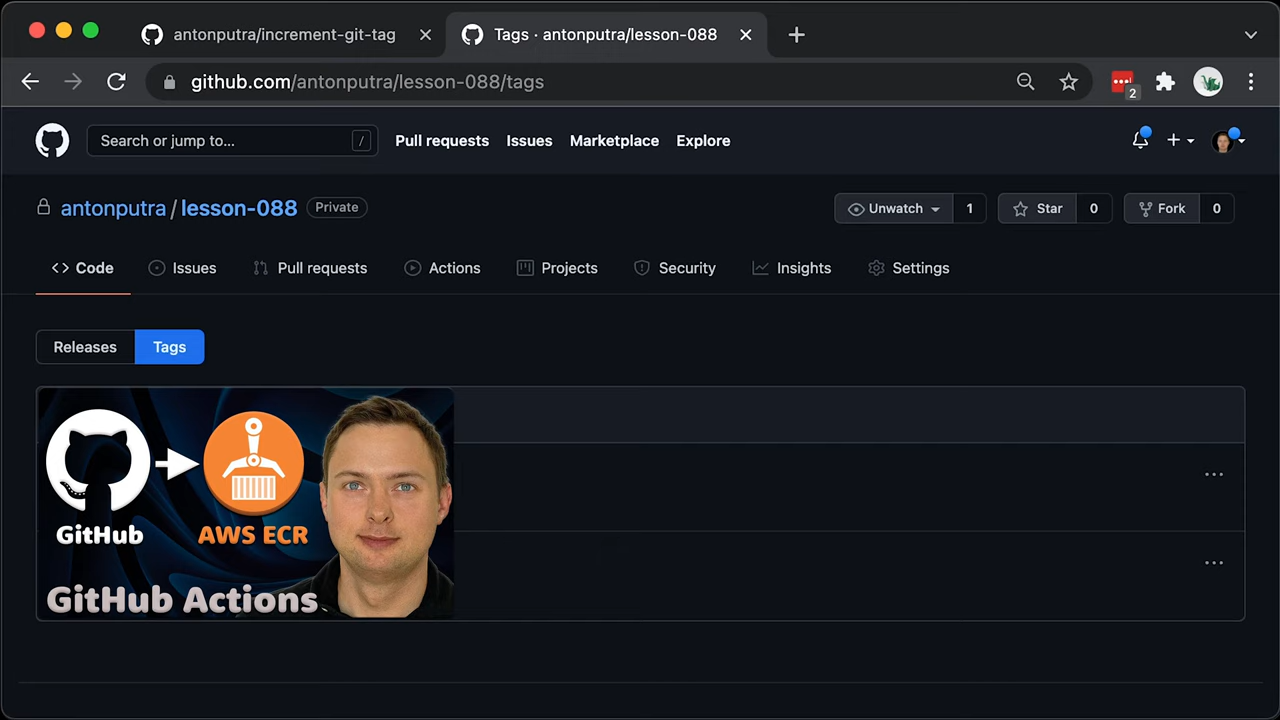 antonputra/increment-git-tag
Tags · antonputra/lesson-088
github.com/antonputra/lesson-088/tags
2
Search or jump to...
/
Pull requests
Issues
Marketplace
Explore
antonputra / lesson-088
Private
Unwatch
1
Star
0
Fork
0
Code
Issues
Pull requests
Actions
Projects
Security
Insights
Settings
Releases
Tags
GitHub
AWS ECR
GitHub Actions